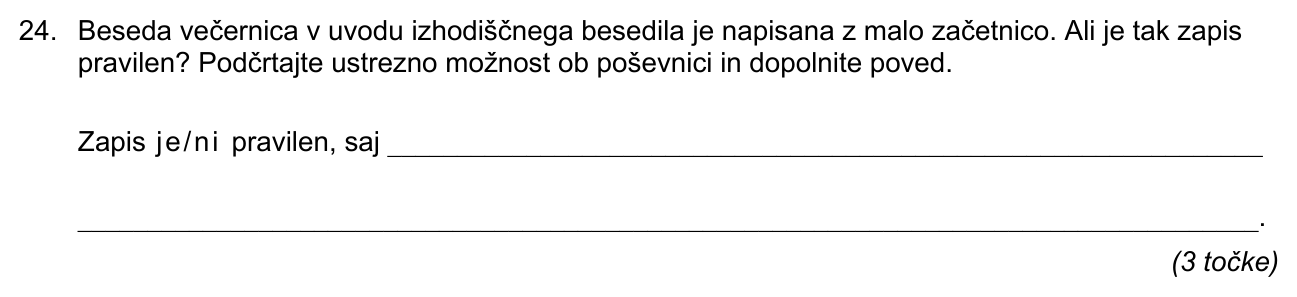 24. Beseda večernica v uvodu izhodiščnega besedila je napisana z malo začetnico. Ali je tak zapis
pravilen? Podčrtajte ustrezno možnost ob poševnici in dopolnite poved.
Zapis je/ni pravilen, saj ______________________________________________
______________________________________________.
(3 točke)